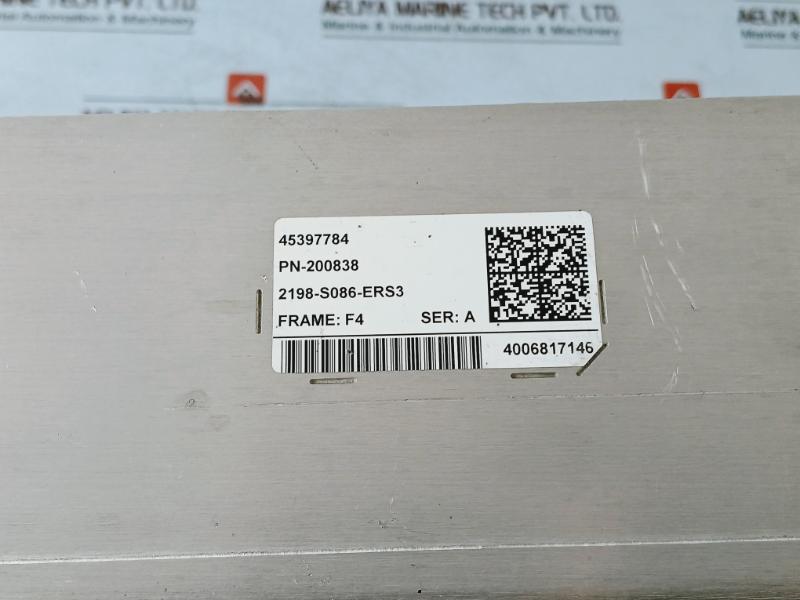 AELIYA MARINE TECH PVT. LTD.
Marine & Industrial Automation & Machinery
45397784
PN-200838
2198-S086-ERS3
FRAME: F4 SER: A
4006817146